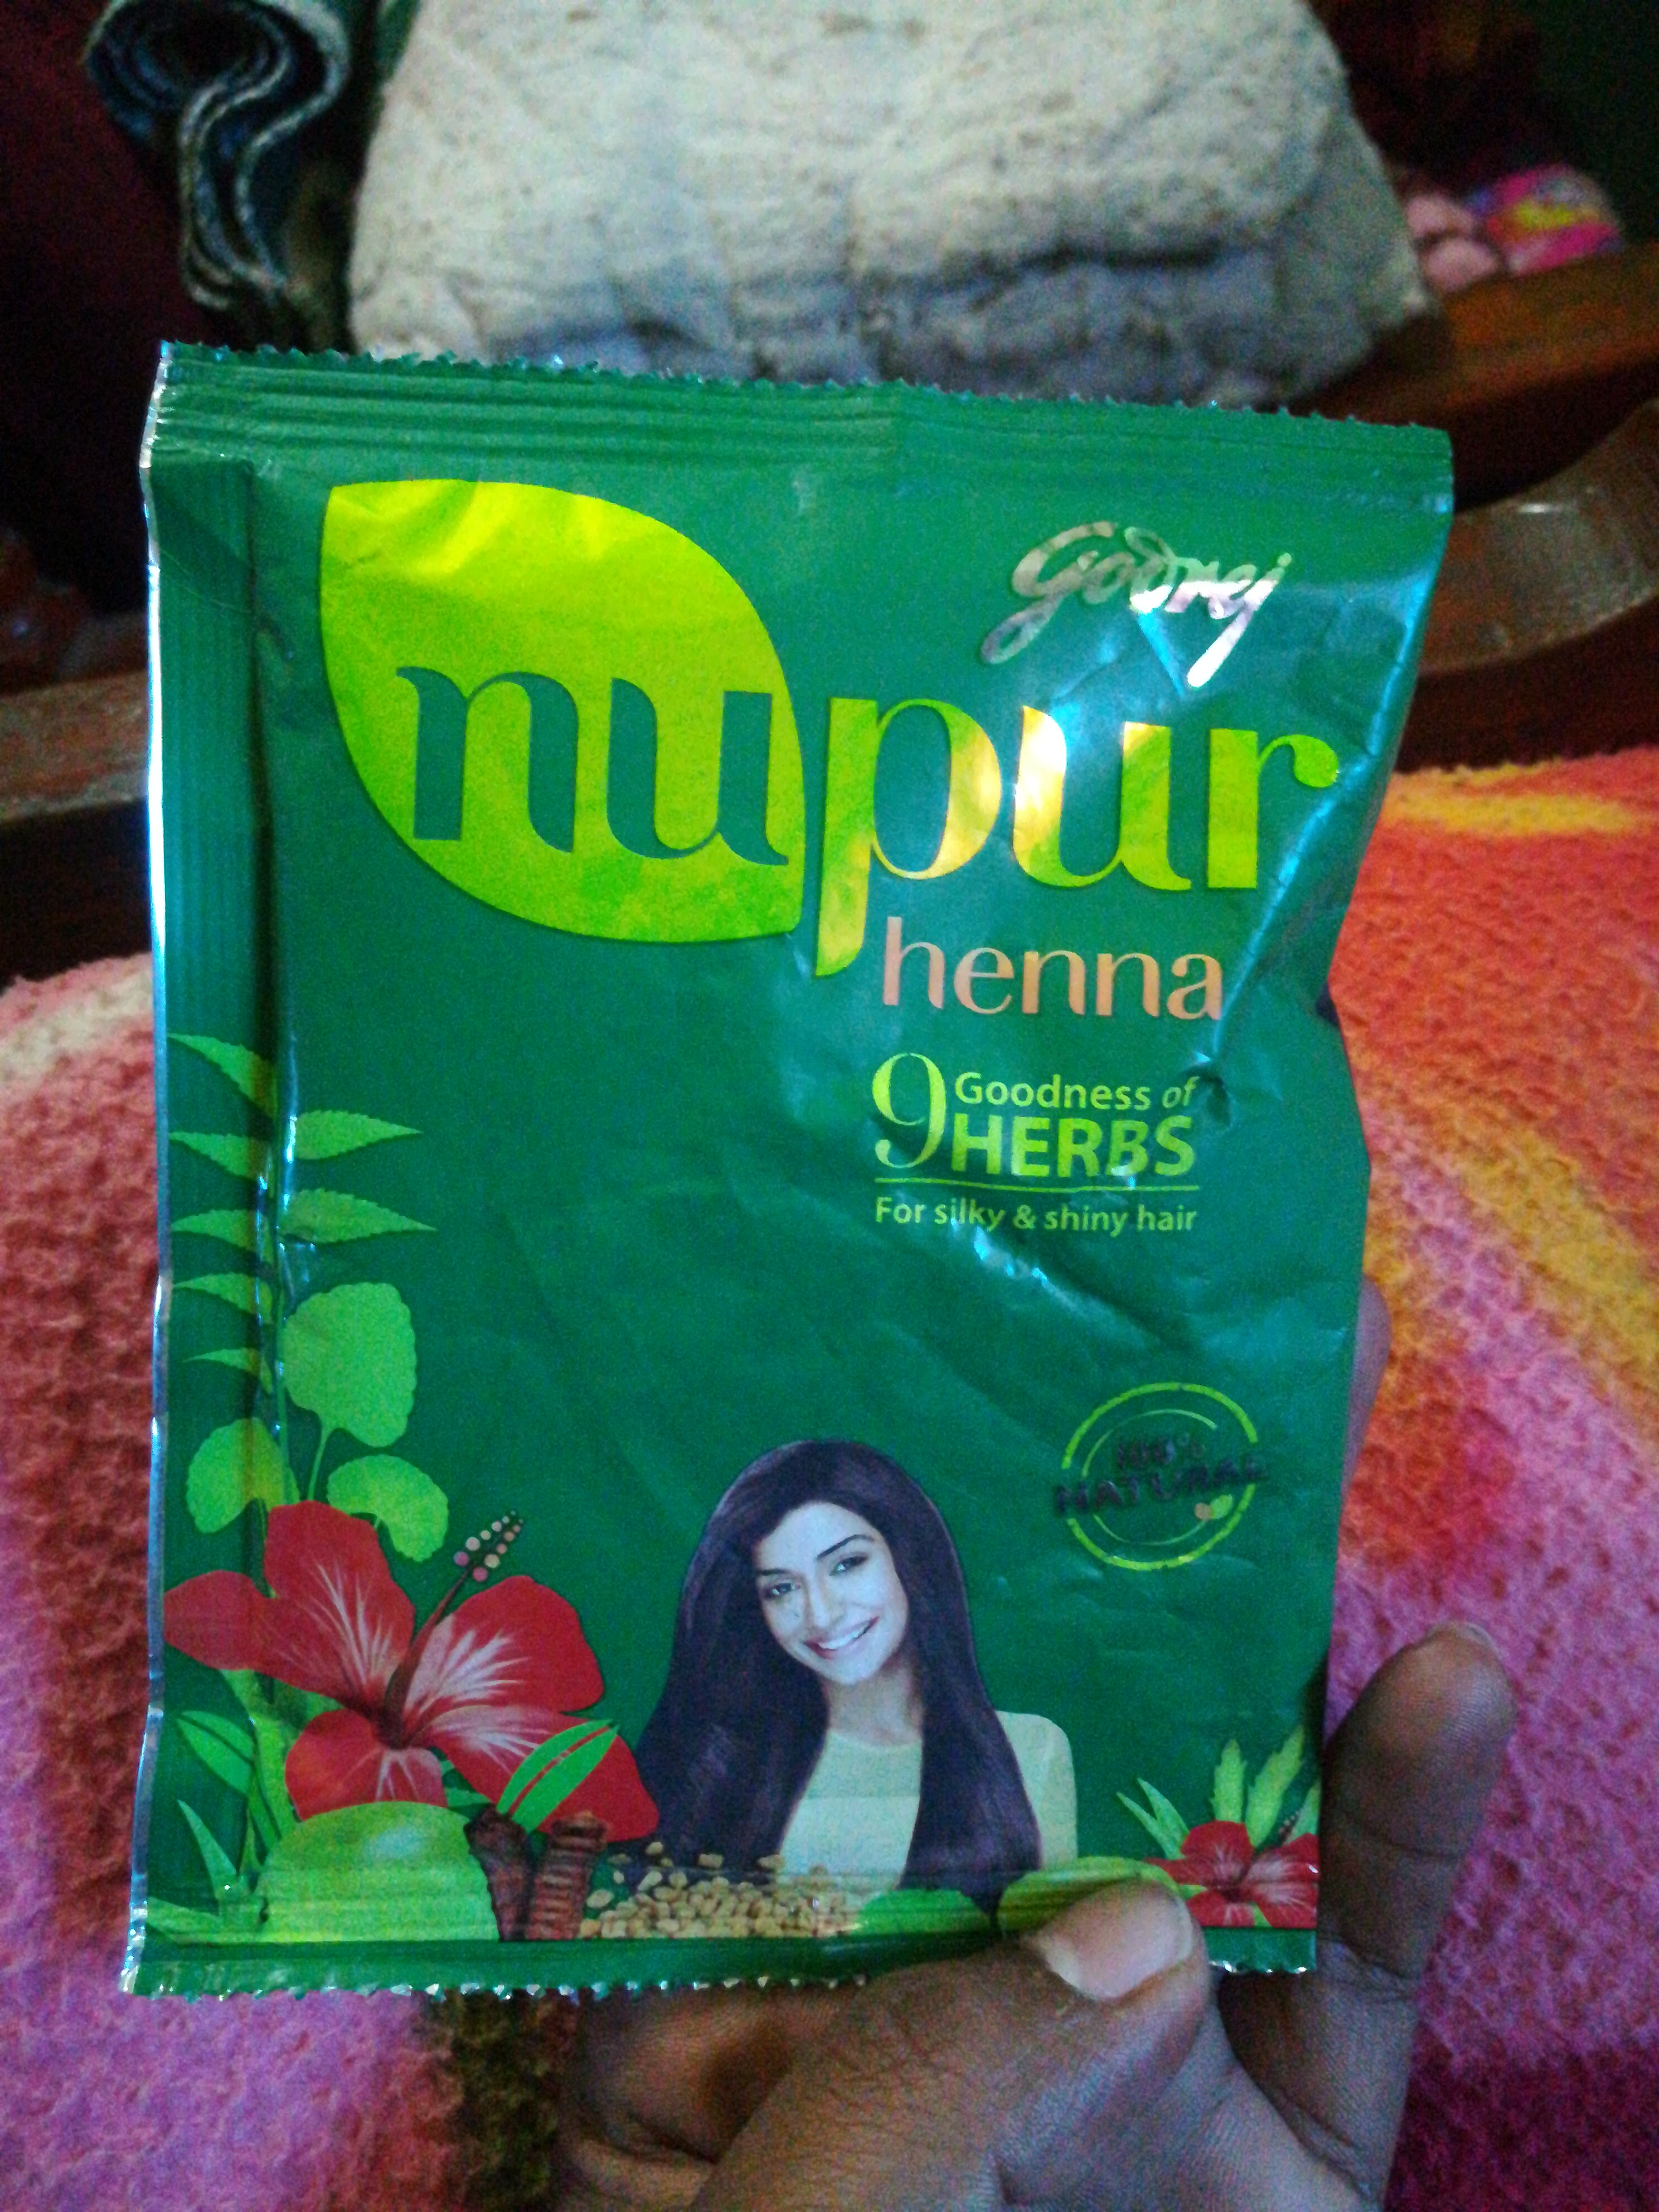 Godrej
nupur
henna
9 Goodness of
HERBS
For silky & shiny hair
100%
NATURAL